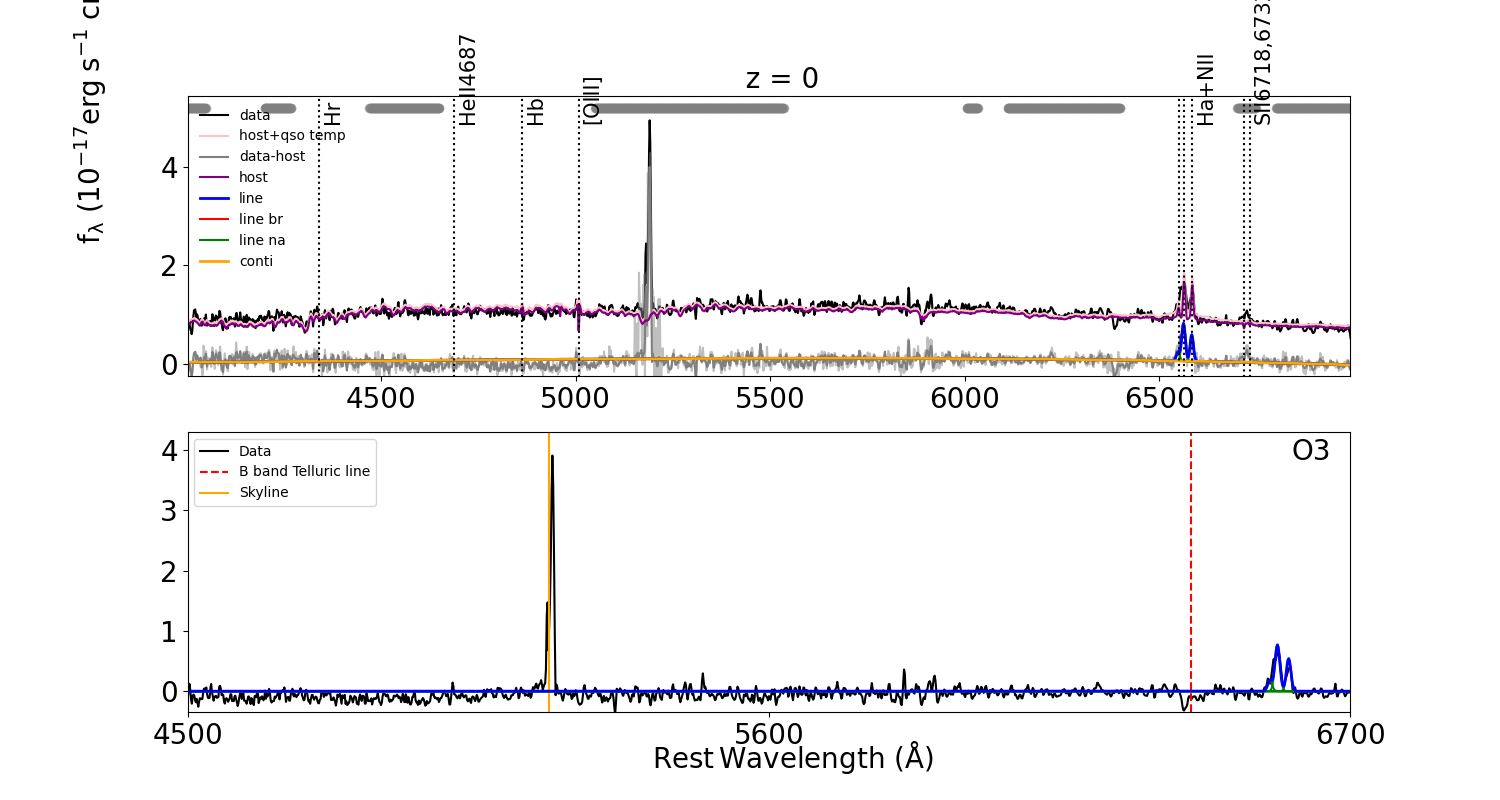 z = 0
f_λ (10^−17 erg s^−1
Hr
HeII4687
Hb
[OIII]
Ha+NII
SII6718,673
data
host+qso temp
data-host
host
line
line br
line na
conti
4
2
0
4500
5000
5500
6000
6500
O3
Data
B band Telluric line
Skyline
4
3
2
1
0
4500
5600
6700
Rest Wavelength (Å)